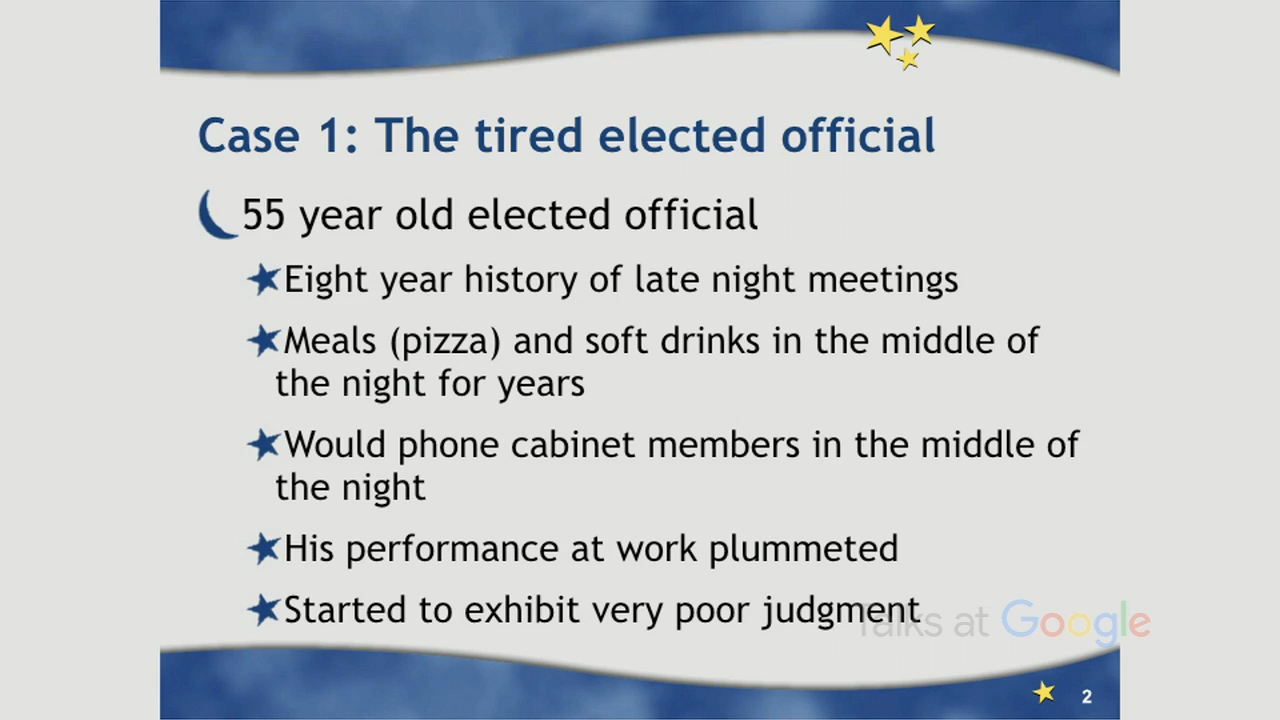 Case 1: The tired elected official
55 year old elected official
Eight year history of late night meetings
Meals (pizza) and soft drinks in the middle of
the night for years
Would phone cabinet members in the middle of
the night
His performance at work plummeted
Started to exhibit very poor judgment
Talks at Google
2